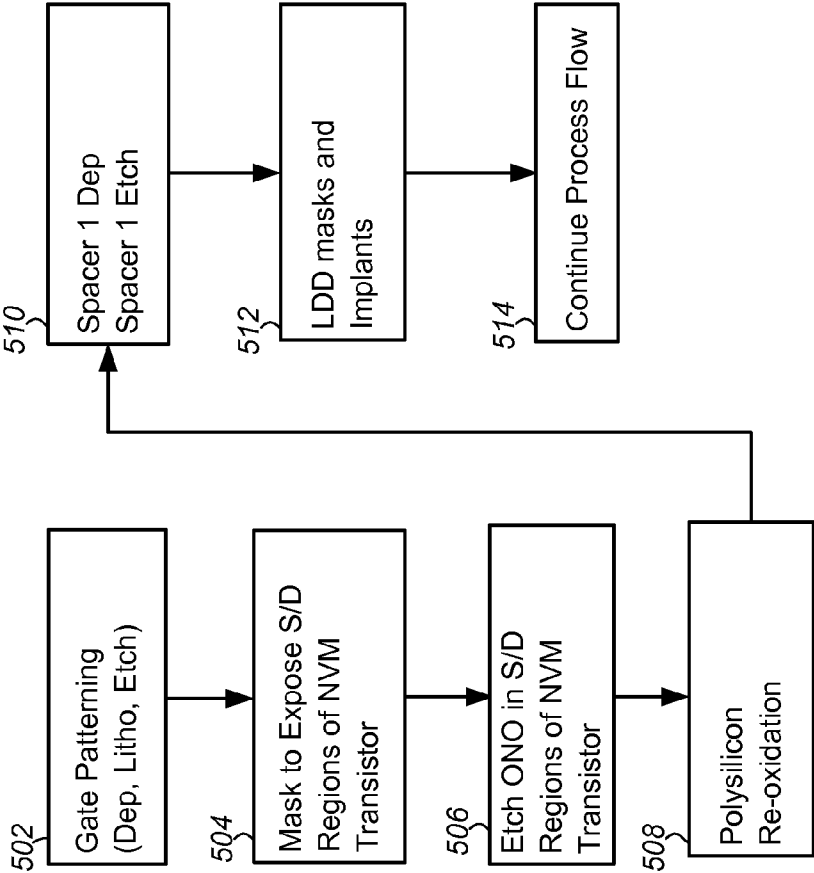 502
Gate Patterning
(Dep, Litho, Etch)
504
Mask to Expose S/D
Regions of NVM
Transistor
506
Etch ONO in S/D
Regions of NVM
Transistor
508
Polysilicon
Re-oxidation
510
Spacer 1 Dep
Spacer 1 Etch
512
LDD masks and
Implants
514
Continue Process Flow